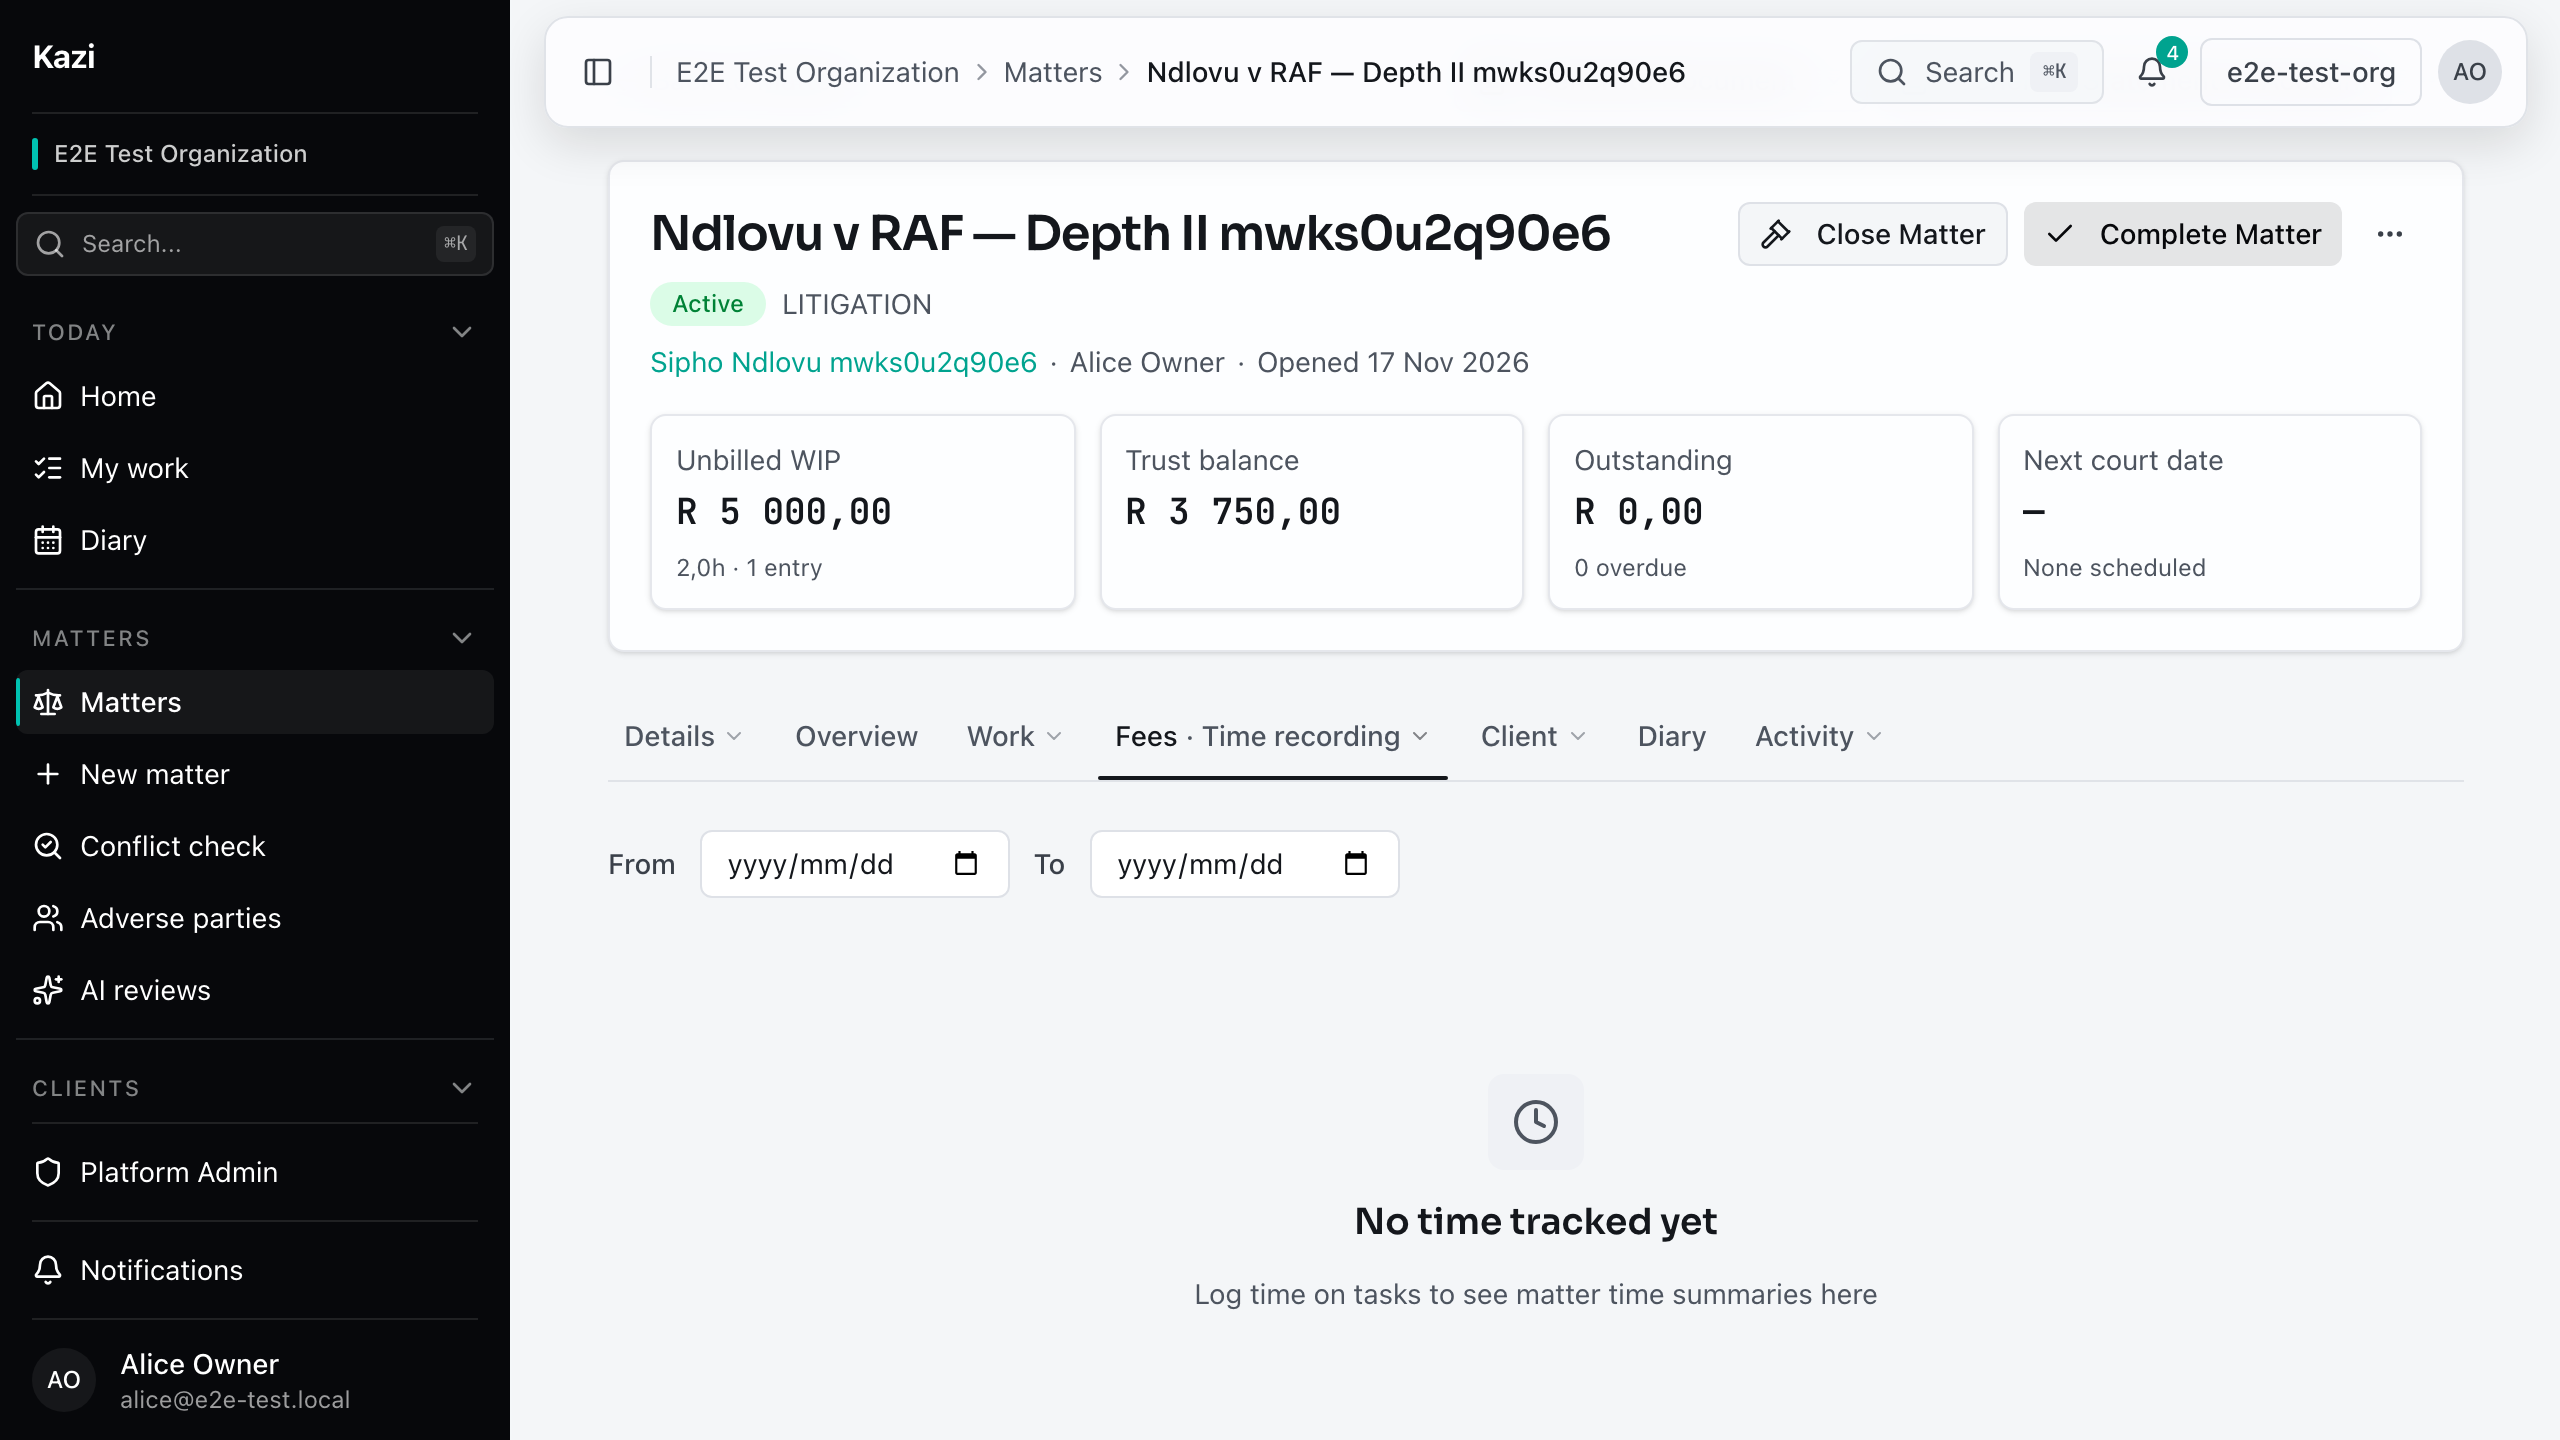 Kazi
E2E Test Organization
Search... ⌘K
TODAY
Home
My work
Diary
MATTERS
Matters
New matter
Conflict check
Adverse parties
AI reviews
CLIENTS
Platform Admin
Notifications
AO
Alice Owner
alice@e2e-test.local
E2E Test Organization > Matters > Ndlovu v RAF — Depth II mwks0u2q90e6
Search ⌘K
4
e2e-test-org
AO
Ndlovu v RAF — Depth II mwks0u2q90e6
Close Matter
Complete Matter
Active LITIGATION
Sipho Ndlovu mwks0u2q90e6 · Alice Owner · Opened 17 Nov 2026
Unbilled WIP
R 5 000,00
2,0h · 1 entry
Trust balance
R 3 750,00
Outstanding
R 0,00
0 overdue
Next court date
—
None scheduled
Details Overview Work Fees · Time recording Client Diary Activity
From yyyy/mm/dd To yyyy/mm/dd
No time tracked yet
Log time on tasks to see matter time summaries here